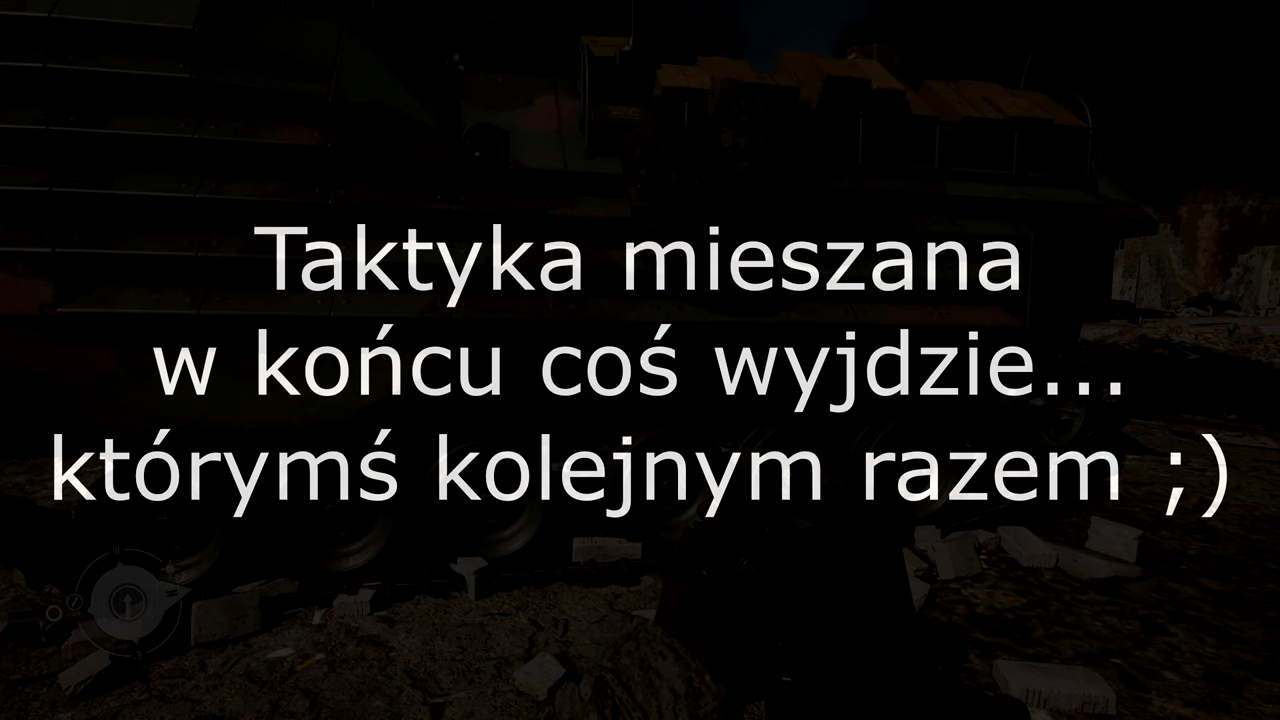 Taktyka mieszana
w końcu coś wyjdzie...
którymś kolejnym razem ;)